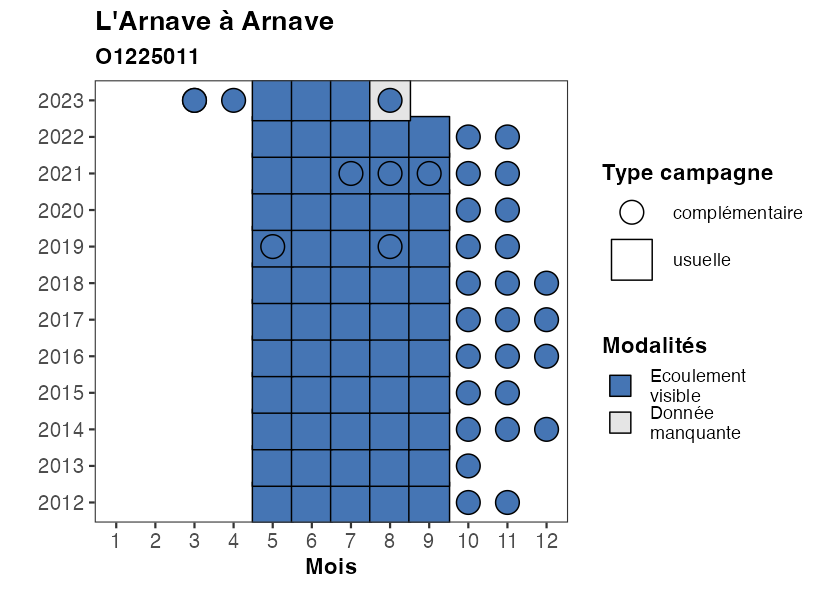 L'Arnave à Arnave
O1225011
2023
2022
2021
2020
2019
2018
2017
2016
2015
2014
2013
2012
1 2 3 4 5 6 7 8 9 10 11 12
Mois
Type campagne
complémentaire
usuelle
Modalités
Ecoulement
visible
Donnée
manquante